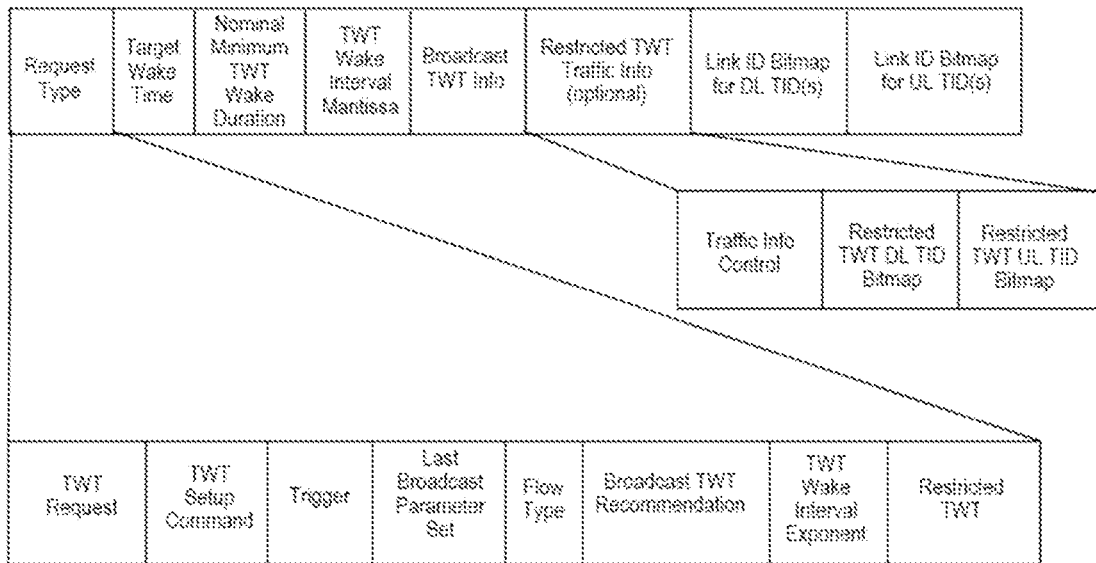 Request
Type
Target
Wake
Time
Nominal
Minimum
TWT
Wake
Duration
TWT
Wake
Interval
Mantissa
Broadcast
TWT Info
Restricted TWT
Traffic Info
(optional)
Link ID Bitmap
for DL TID(s)
Link ID Bitmap
for UL TID(s)
Traffic Info
Control
Restricted
TWT DL TID
Bitmap
Restricted
TWT UL TID
Bitmap
TWT
Request
TWT
Setup
Command
Trigger
Last
Broadcast
Parameter
Set
Flow
Type
Broadcast TWT
Recommendation
TWT
Wake
Interval
Exponent
Restricted
TWT